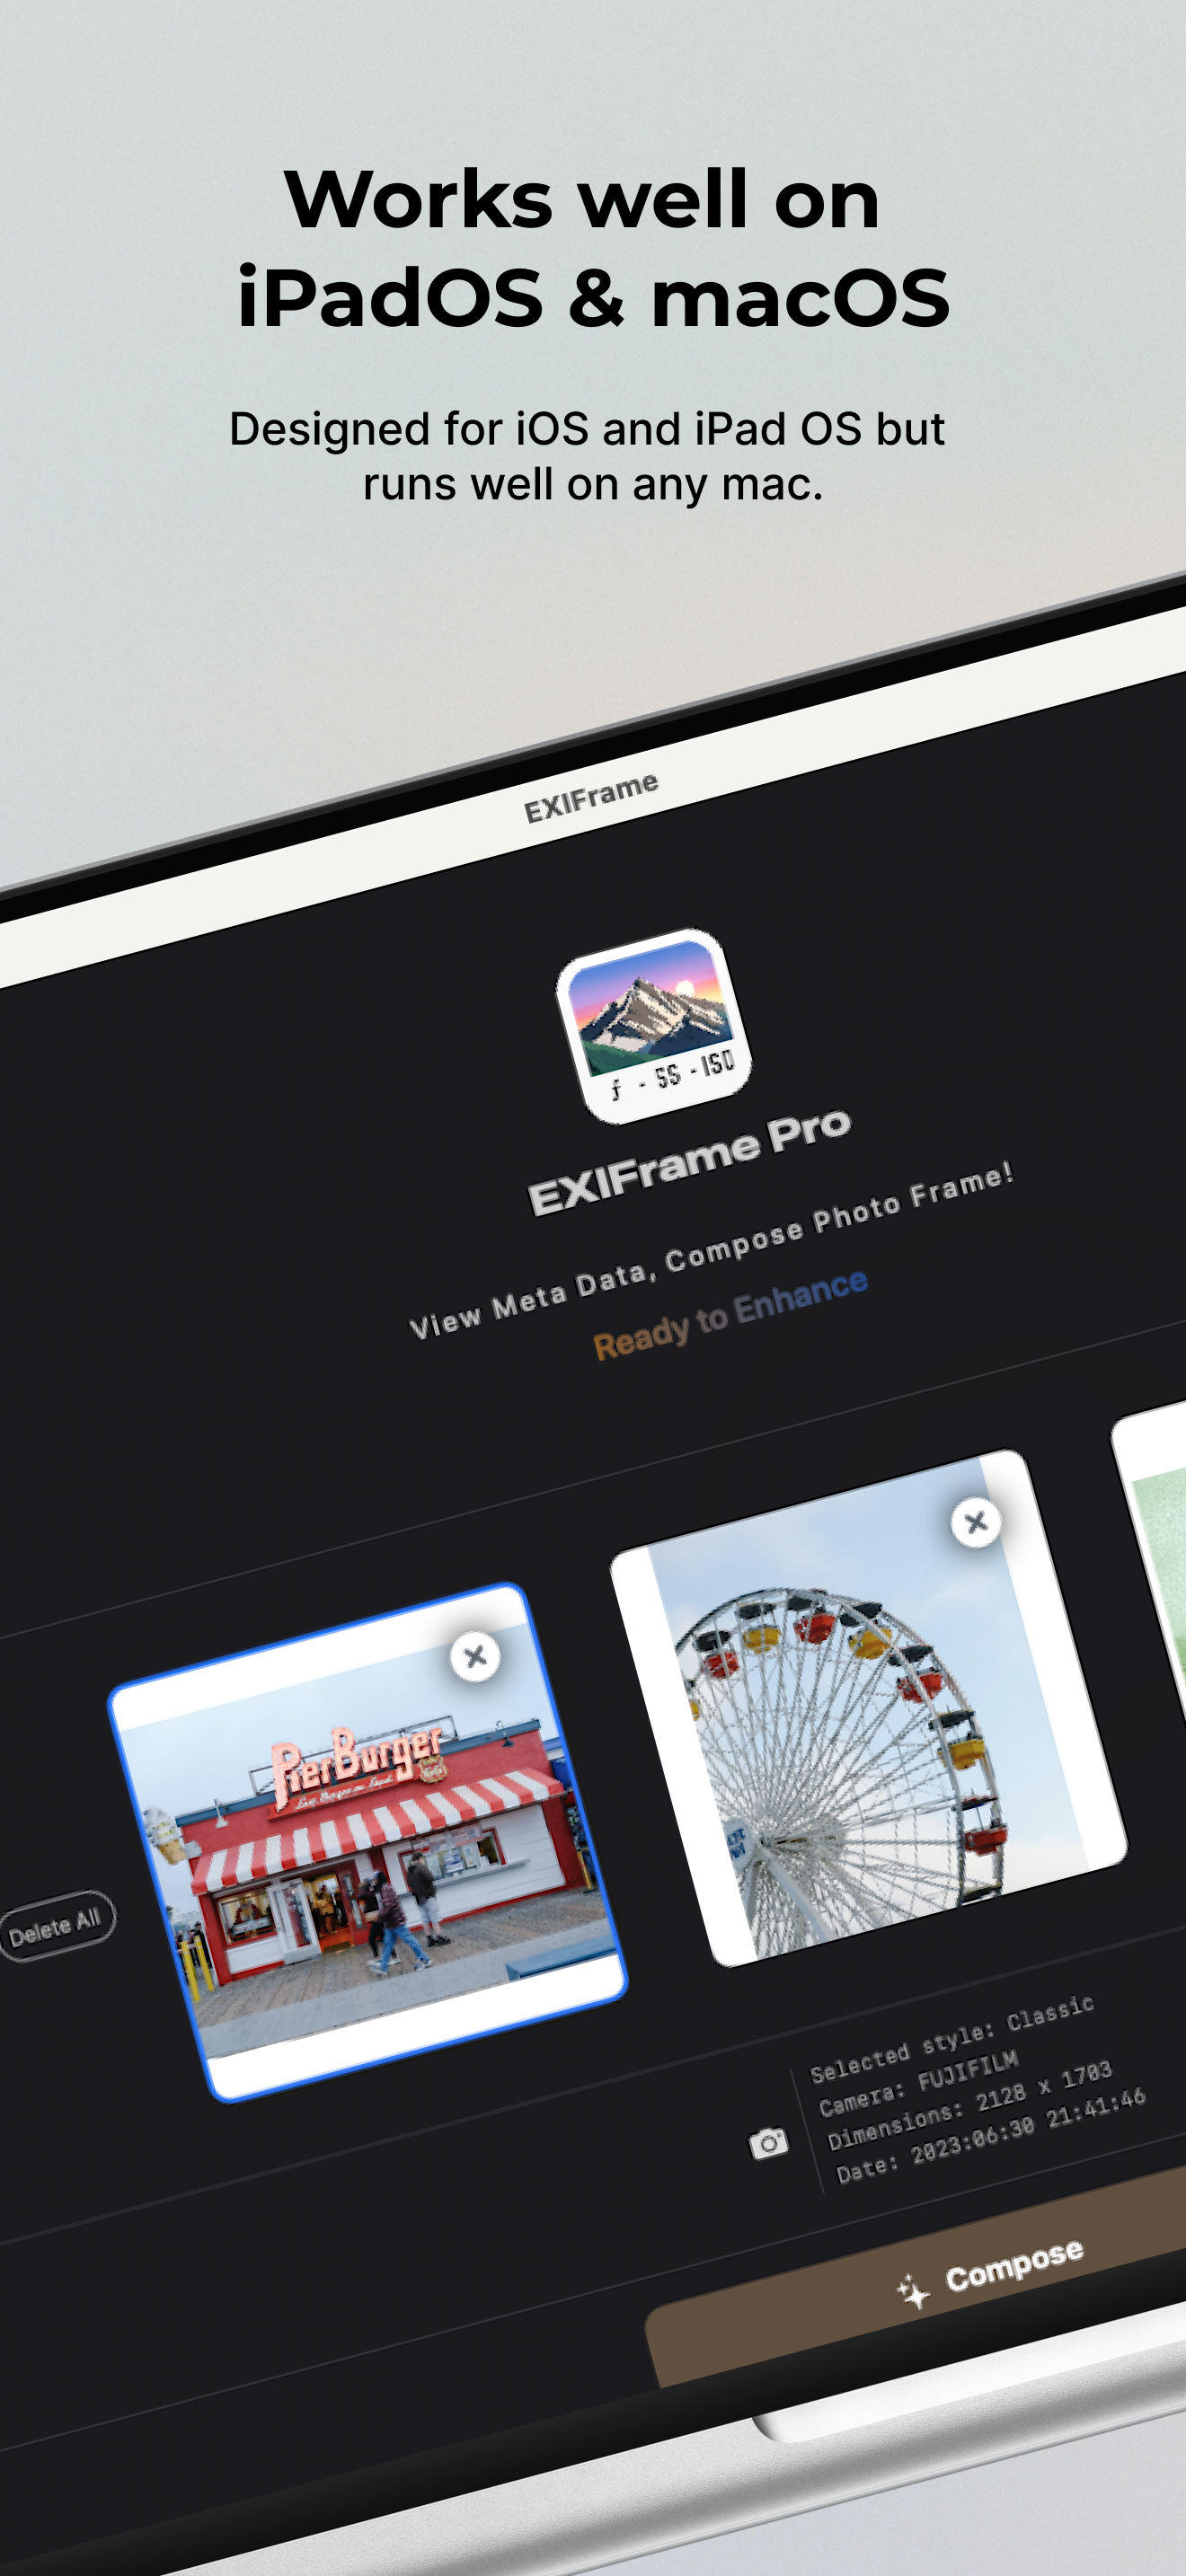 Works well on
iPadOS & macOS
Designed for iOS and iPad OS but
runs well on any mac.
EXIFrame
ƒ - SS - ISO
EXIFrame Pro
View Meta Data, Compose Photo Frame!
Ready to Enhance
PierBurger
Delete All
Selected style: Classic
Camera: FUJIFILM
Dimensions: 2128 x 1703
Date: 2023:06:30 21:41:46
Compose